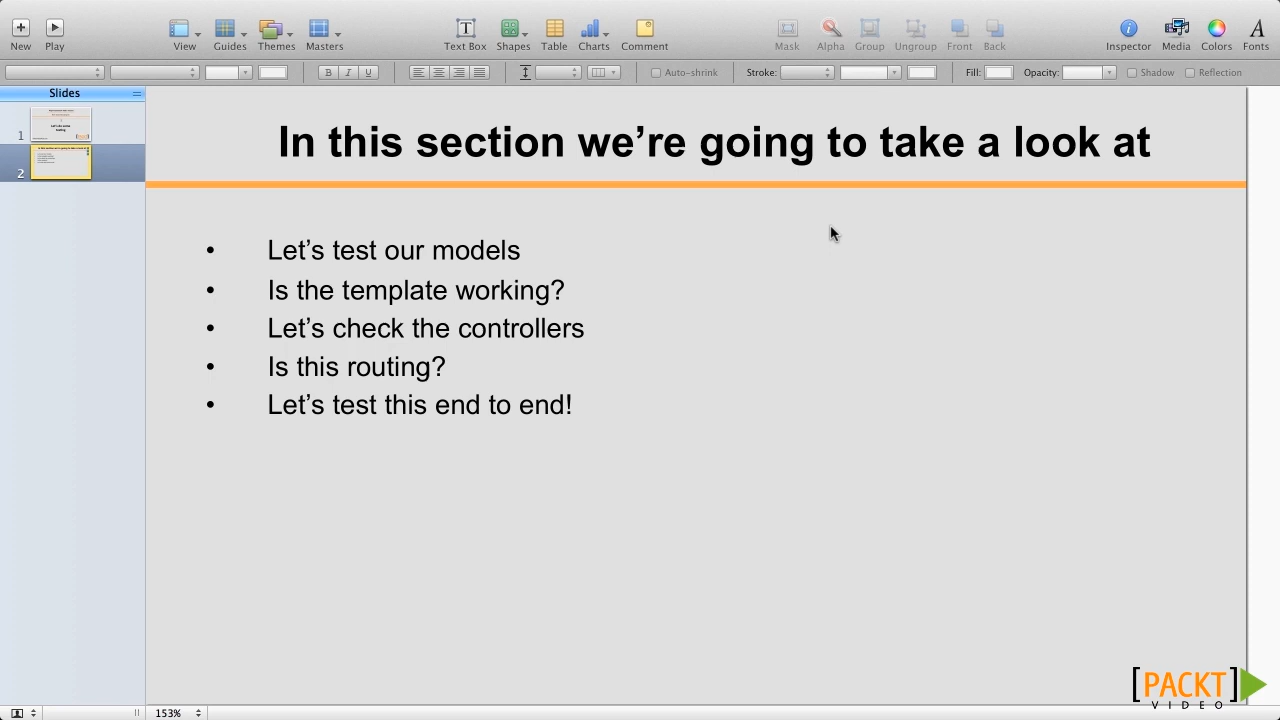 New
Play
View
Guides
Themes
Masters
Text Box
Shapes
Table
Charts
Comment
Mask
Alpha
Group
Ungroup
Front
Back
Inspector
Media
Colors
Fonts
B
I
U
Auto-shrink
Stroke:
Fill:
Opacity:
Shadow
Reflection
Slides
1
2
In this section we’re going to take a look at
• Let’s test our models
• Is the template working?
• Let’s check the controllers
• Is this routing?
• Let’s test this end to end!
[PACKT]
VIDEO
153%